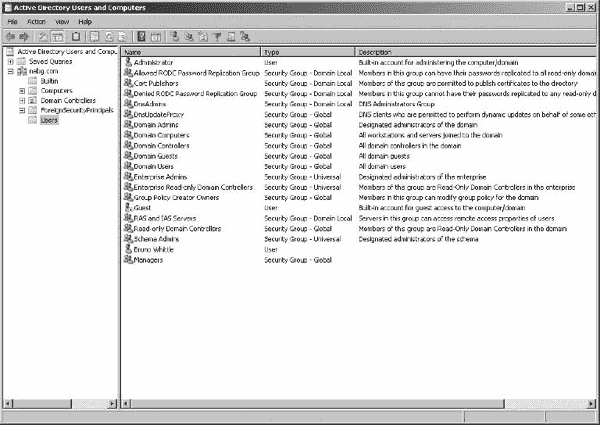 Active Directory Users and Computers
File Action View Help
Active Directory Users and Compu
Saved Queries
Builtin
Computers
Domain Controllers
ForeignSecurityPrincipals
Users
Name Type Description
Administrator User Built-in account for administering the computer/domain
Allowed RODC Password Replication Group Security Group - Domain Local Members in this group can have their passwords replicated to all read-only domain
Cert Publishers Security Group - Domain Local Members of this group are permitted to publish certificates to the directory
Denied RODC Password Replication Group Security Group - Domain Local Members in this group cannot have their passwords replicated to any read-only d
DnsAdmins Security Group - Domain Local DNS Administrators Group
DnsUpdateProxy Security Group - Global DNS clients who are permitted to perform dynamic updates on behalf of some oth
Domain Admins Security Group - Global Designated administrators of the domain
Domain Computers Security Group - Global All workstations and servers joined to the domain
Domain Controllers Security Group - Global All domain controllers in the domain
Domain Guests Security Group - Global All domain guests
Domain Users Security Group - Global All domain users
Enterprise Admins Security Group - Universal Designated administrators of the enterprise
Enterprise Read-only Domain Controllers Security Group - Universal Members of this group are Read-Only Domain Controllers in the enterprise
Group Policy Creator Owners Security Group - Global Members in this group can modify group policy for the domain
Guest User Built-in account for guest access to the computer/domain
RAS and IAS Servers Security Group - Domain Local Servers in this group can access remote access properties of users
Read-only Domain Controllers Security Group - Global Members of this group are Read-Only Domain Controllers in the domain
Schema Admins Security Group - Universal Designated administrators of the schema
Bruno Whittle User
Managers Security Group - Global